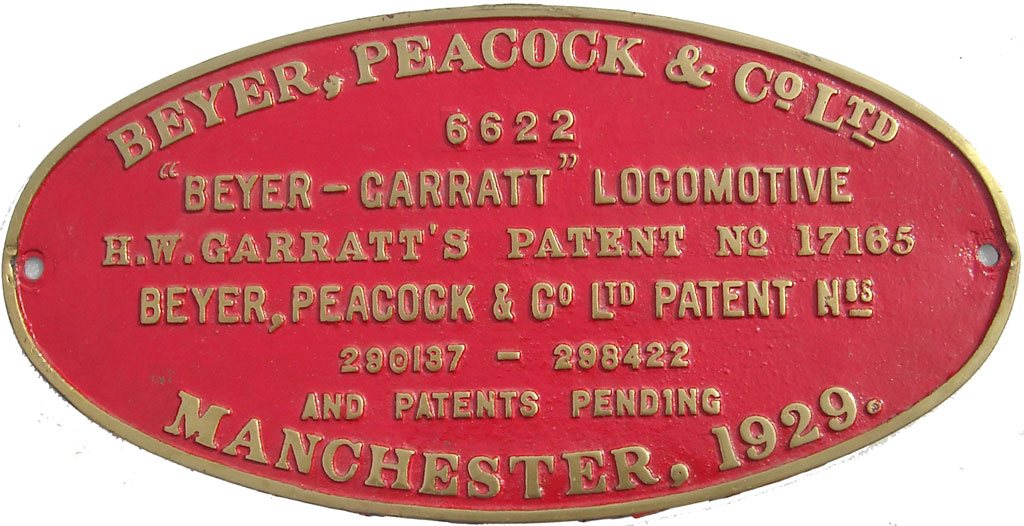 BEYER, PEACOCK & Co LTD
6622
"BEYER-GARRATT" LOCOMOTIVE
H.W. GARRATT'S PATENT No 17165
BEYER, PEACOCK & Co LTD PATENT Nos
290137 - 298422
AND PATENTS PENDING
MANCHESTER, 1929.